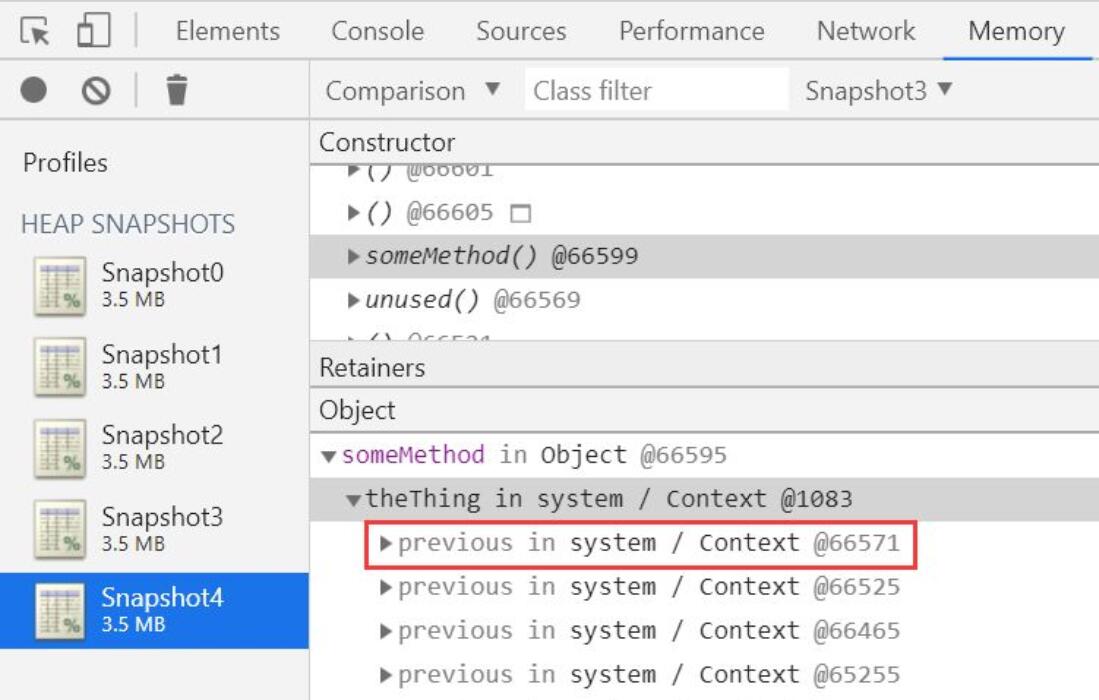 Elements Console Sources Performance Network Memory
Comparison ▼ Class filter Snapshot3 ▼
Profiles
HEAP SNAPSHOTS
Snapshot0
3.5 MB
Snapshot1
3.5 MB
Snapshot2
3.5 MB
Snapshot3
3.5 MB
Snapshot4
3.5 MB
Constructor
() @66601
() @66605
someMethod() @66599
unused() @66569
Retainers
Object
someMethod in Object @66595
theThing in system / Context @1083
previous in system / Context @66571
previous in system / Context @66525
previous in system / Context @66465
previous in system / Context @65255